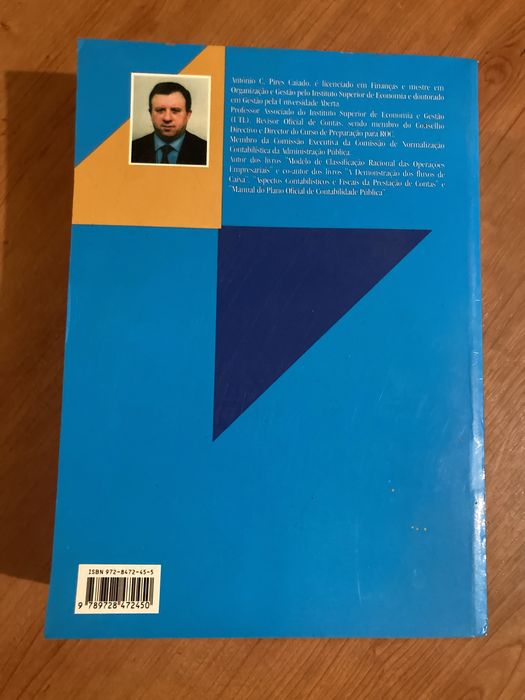 António C. Pires Caiado, é licenciado em Finanças e mestre em
Organização e Gestão pelo Instituto Superior de Economia e doutorado
em Gestão pela Universidade Aberta.
Professor Associado do Instituto Superior de Economia e Gestão
(UTL), Revisor Oficial de Contas, sendo membro do Conselho
Directivo e Director do Curso de Preparação para ROC.
Membro da Comissão Executiva da Comissão de Normalização
Contabilística da Administração Pública.
Autor dos livros "Modelo de Classificação Racional das Operações
Empresariais" e co-autor dos livros "A Demonstração dos fluxos de
Caixa", "Aspectos Contabilísticos e Fiscais da Prestação de Contas" e
"Manual do Plano Oficial de Contabilidade Pública"
ISBN 972-8472-45-5
9 789728 472450